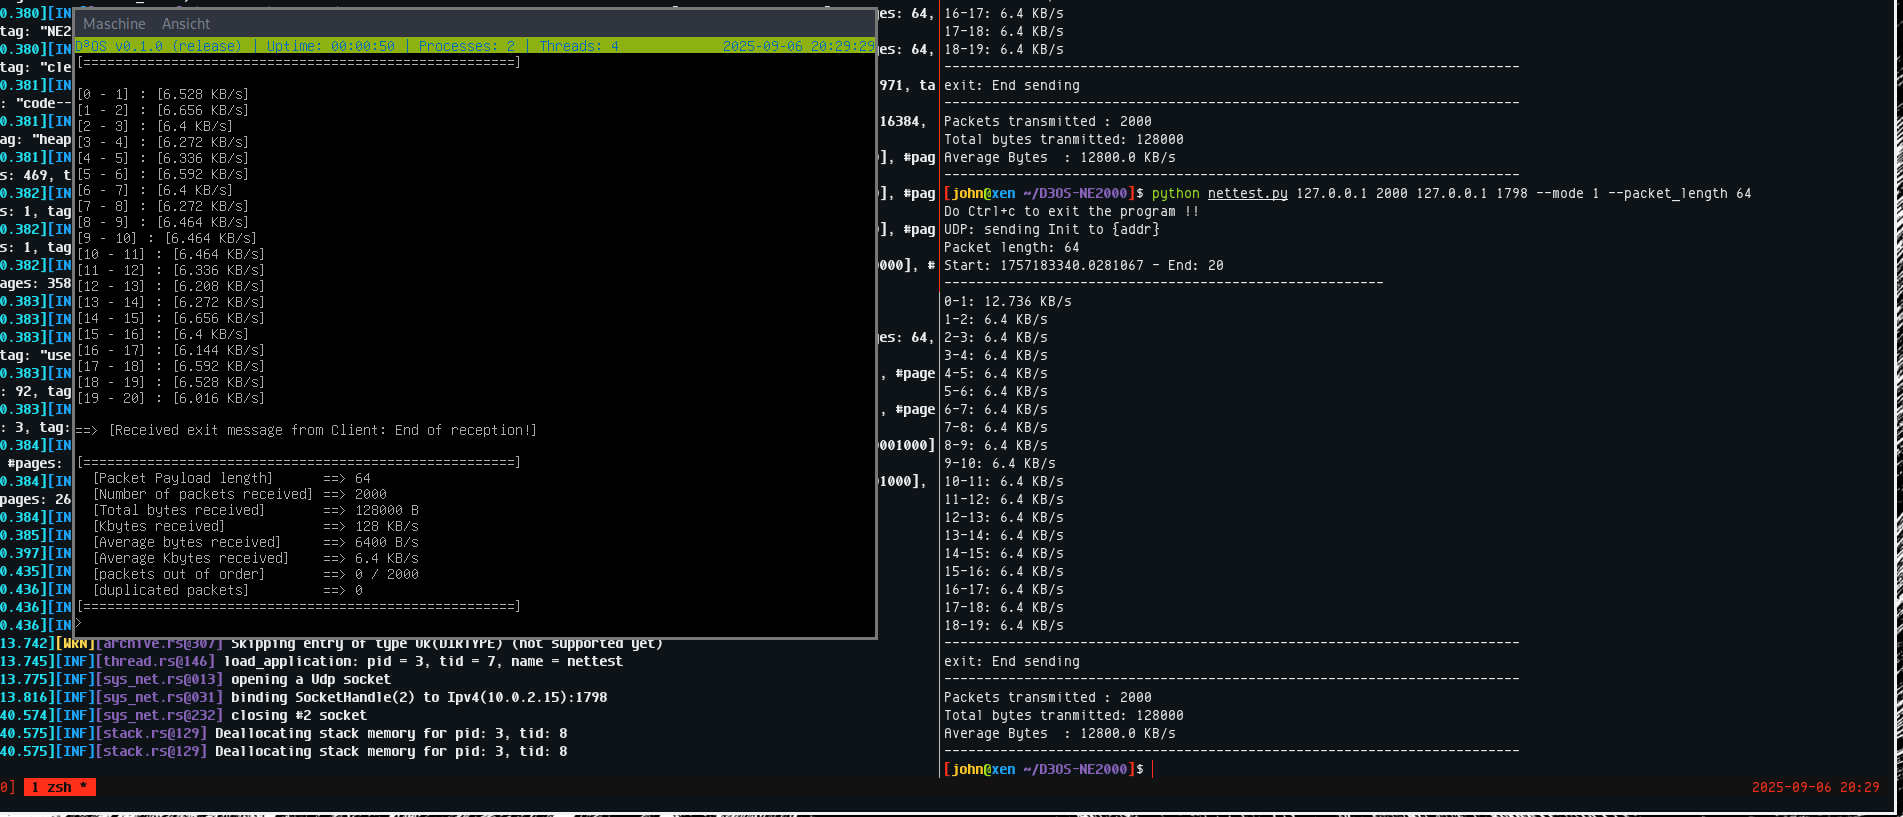 Maschine Ansicht
D³OS v0.1.0 (release) | Uptime: 00:00:50 | Processes: 2 | Threads: 4 2025-09-06 20:29:29
[======================================================]
[0 - 1] : [6.528 KB/s]
[1 - 2] : [6.656 KB/s]
[2 - 3] : [6.4 KB/s]
[3 - 4] : [6.272 KB/s]
[4 - 5] : [6.336 KB/s]
[5 - 6] : [6.592 KB/s]
[6 - 7] : [6.4 KB/s]
[7 - 8] : [6.272 KB/s]
[8 - 9] : [6.464 KB/s]
[9 - 10] : [6.464 KB/s]
[10 - 11] : [6.464 KB/s]
[11 - 12] : [6.336 KB/s]
[12 - 13] : [6.208 KB/s]
[13 - 14] : [6.272 KB/s]
[14 - 15] : [6.656 KB/s]
[15 - 16] : [6.4 KB/s]
[16 - 17] : [6.144 KB/s]
[17 - 18] : [6.592 KB/s]
[18 - 19] : [6.528 KB/s]
[19 - 20] : [6.016 KB/s]
==> [Received exit message from Client: End of reception!]
[======================================================]
[Packet Payload length] ==> 64
[Number of packets received] ==> 2000
[Total bytes received] ==> 128000 B
[Kbytes received] ==> 128 KB/s
[Average bytes received] ==> 6400 B/s
[Average Kbytes received] ==> 6.4 KB/s
[packets out of order] ==> 0 / 2000
[duplicated packets] ==> 0
[======================================================]
>
0.380][IN
tag: "NE2
0.380][IN
tag: "cle
0.381][IN
: "code--
0.381][IN
ag: "heap
0.381][IN
s: 469, t
0.382][IN
s: 1, tag
0.382][IN
s: 1, tag
0.382][IN
ages: 358
0.383][IN
0.383][IN
0.383][IN
tag: "use
0.383][IN
: 92, tag
0.383][IN
: 3, tag:
0.384][IN
#pages:
0.384][IN
pages: 26
0.384][IN
0.385][IN
0.397][IN
0.435][IN
0.436][IN
0.436][IN
0.436][IN
es: 64,
es: 64,
971, ta
16384,
], #pag
], #pag
], #pag
000], #
es: 64,
, #page
, #page
001000]
01000],
13.742][WRN][archive.rs@307] Skipping entry of type Ok(DIRTYPE) (not supported yet)
13.745][INF][thread.rs@146] load_application: pid = 3, tid = 7, name = nettest
13.775][INF][sys_net.rs@013] opening a Udp socket
13.816][INF][sys_net.rs@031] binding SocketHandle(2) to Ipv4(10.0.2.15):1798
40.574][INF][sys_net.rs@232] closing #2 socket
40.575][INF][stack.rs@129] Deallocating stack memory for pid: 3, tid: 8
40.575][INF][stack.rs@129] Deallocating stack memory for pid: 3, tid: 8
16-17: 6.4 KB/s
17-18: 6.4 KB/s
18-19: 6.4 KB/s
------------------------------------------------------------------------
exit: End sending
------------------------------------------------------------------------
Packets transmitted : 2000
Total bytes tranmitted: 128000
Average Bytes : 12800.0 KB/s
------------------------------------------------------------------------
[john@xen ~/D3OS-NE2000]$ python nettest.py 127.0.0.1 2000 127.0.0.1 1798 --mode 1 --packet_length 64
Do Ctrl+c to exit the program !!
UDP: sending Init to {addr}
Packet length: 64
Start: 1757183340.0281067 - End: 20
-------------------------------------------------------
0-1: 12.736 KB/s
1-2: 6.4 KB/s
2-3: 6.4 KB/s
3-4: 6.4 KB/s
4-5: 6.4 KB/s
5-6: 6.4 KB/s
6-7: 6.4 KB/s
7-8: 6.4 KB/s
8-9: 6.4 KB/s
9-10: 6.4 KB/s
10-11: 6.4 KB/s
11-12: 6.4 KB/s
12-13: 6.4 KB/s
13-14: 6.4 KB/s
14-15: 6.4 KB/s
15-16: 6.4 KB/s
16-17: 6.4 KB/s
17-18: 6.4 KB/s
18-19: 6.4 KB/s
------------------------------------------------------------------------
exit: End sending
------------------------------------------------------------------------
Packets transmitted : 2000
Total bytes tranmitted: 128000
Average Bytes : 12800.0 KB/s
------------------------------------------------------------------------
[john@xen ~/D3OS-NE2000]$
0] 1 zsh * 2025-09-06 20:29